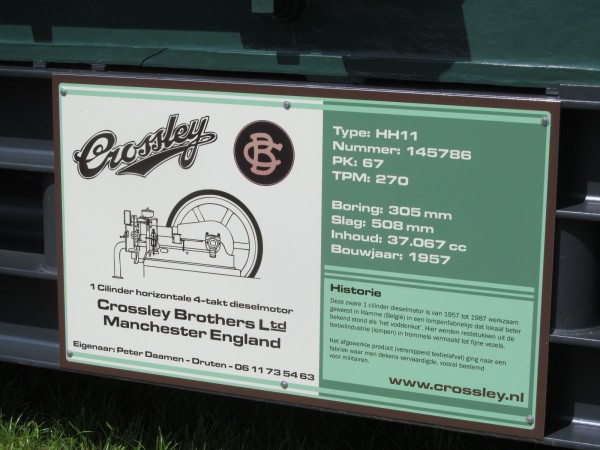 Crossley
CB
Type: HH11
Nummer: 145786
PK: 67
TPM: 270
Boring: 305 mm
Slag: 508 mm
Inhoud: 37.067 cc
Bouwjaar: 1957
1 Cilinder horizontale 4-takt dieselmotor
Crossley Brothers Ltd
Manchester England
Eigenaar: Peter Daamen - Druten - 06 11 73 54 63
Historie
Deze zware 1 cilinder dieselmotor is van 1957 tot 1987 werkzaam
geweest in Hamme (België) in een lompenfabriekje dat lokaal beter
bekend stond als 'het voddenkot'. Hier werden reststukken uit de
textielindustrie (lompen) in trommels vermaald tot fijne vezels.
Het afgewerkte product (versnipperd textielafval) ging naar een
fabriek waar men dekens vervaardigde, vooral bestemd
voor militairen.
www.crossley.nl